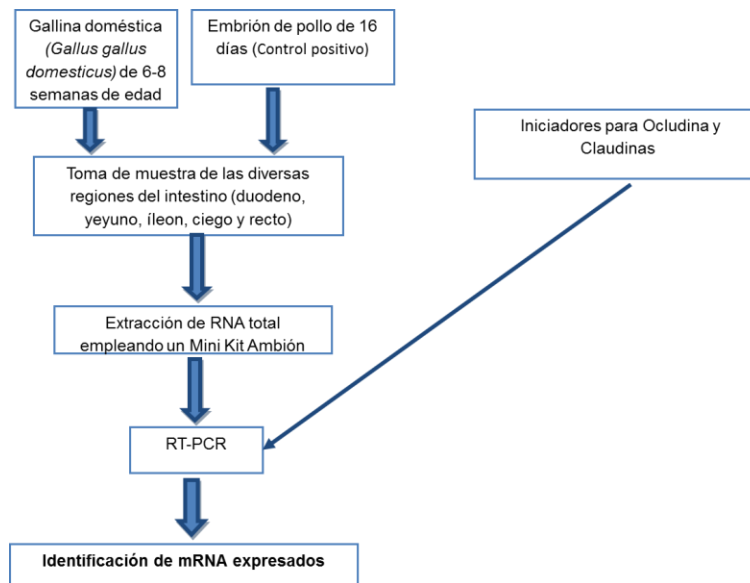 Gallina doméstica
(Gallus gallus
domesticus) de 6-8
semanas de edad
Embrión de pollo de 16
días (Control positivo)
Iniciadores para Ocludina y
Claudinas
Toma de muestra de las diversas
regiones del intestino (duodeno,
yeyuno, íleon, ciego y recto)
Extracción de RNA total
empleando un Mini Kit Ambión
RT-PCR
Identificación de mRNA expresados